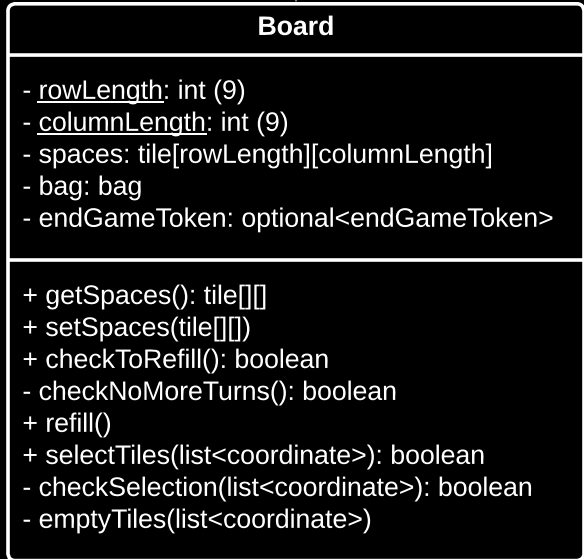 Board
- rowLength: int (9)
- columnLength: int (9)
- spaces: tile[rowLength][columnLength]
- bag: bag
- endGameToken: optional<endGameToken>
+ getSpaces(): tile[][]
+ setSpaces(tile[][])
+ checkToRefill(): boolean
- checkNoMoreTurns(): boolean
+ refill()
+ selectTiles(list<coordinate>): boolean
- checkSelection(list<coordinate>): boolean
- emptyTiles(list<coordinate>)